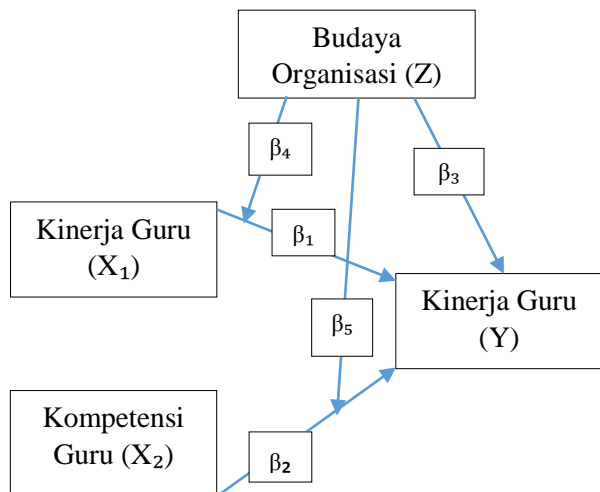 Budaya
Organisasi (Z)
β₄
β₃
Kinerja Guru
(X₁)
β₁
Kinerja Guru
(Y)
β₅
Kompetensi
Guru (X₂)
β₂